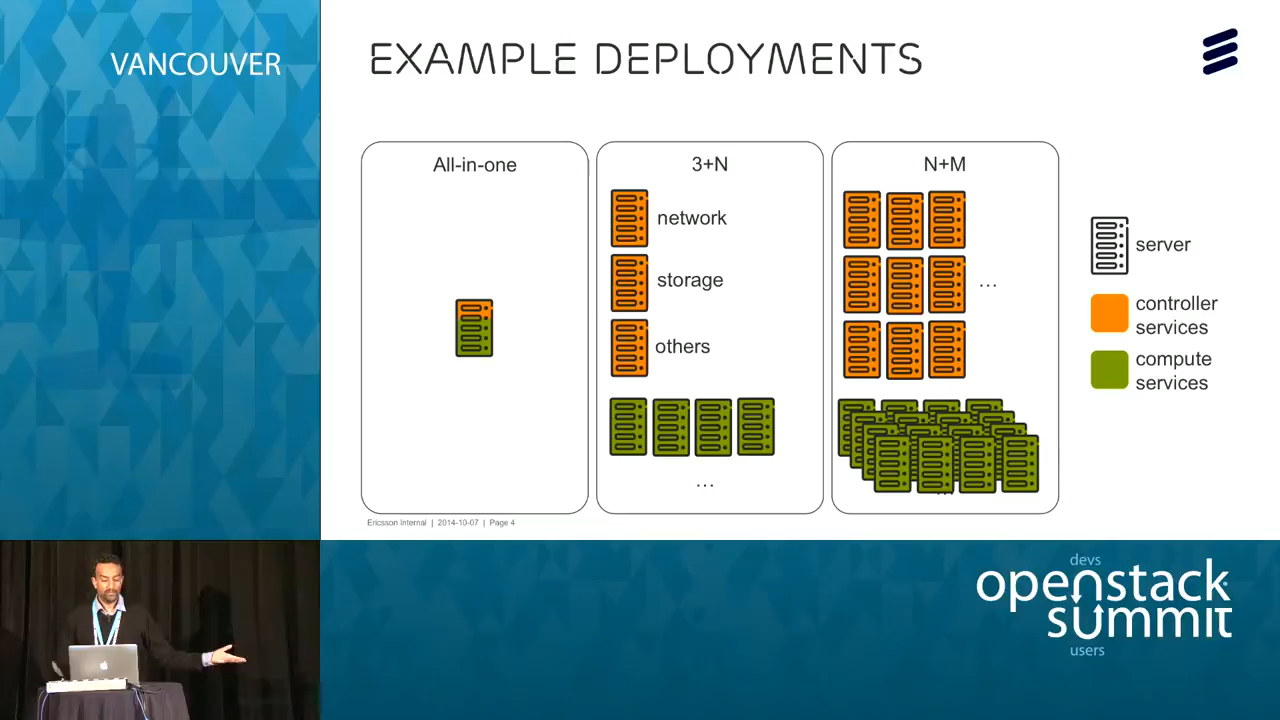 VANCOUVER
EXAMPLE DEPLOYMENTS
All-in-one
3+N
network
storage
others
...
N+M
...
...
server
controller
services
compute
services
Ericsson Internal | 2014-10-07 | Page 4
devs
openstack
summit
users